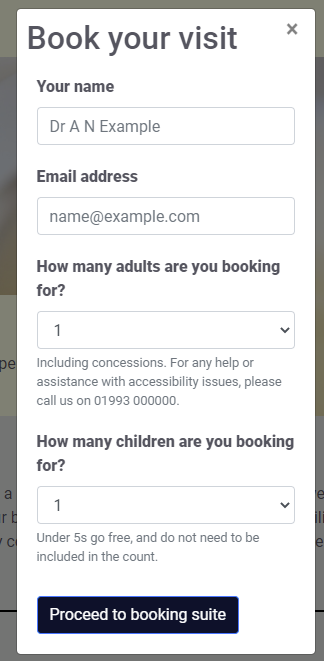 Book your visit
×
Your name
Dr A N Example
Email address
name@example.com
How many adults are you booking
for?
1
Including concessions. For any help or
assistance with accessibility issues, please
call us on 01993 000000.
How many children are you booking
for?
1
Under 5s go free, and do not need to be
included in the count.
Proceed to booking suite